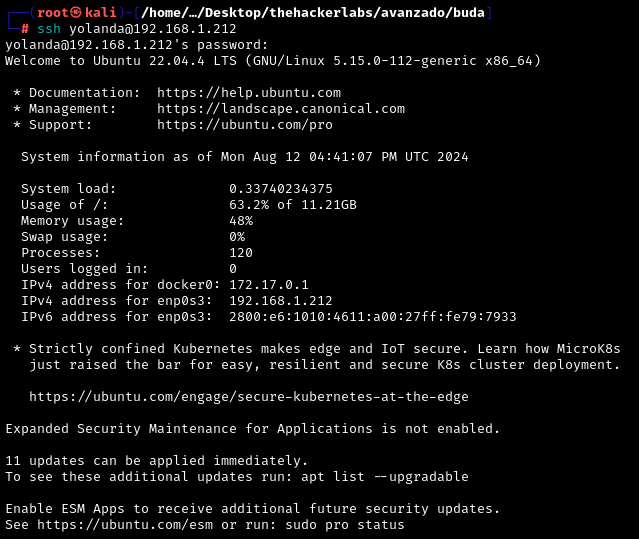 ┌──(root㉿kali)-[/home/…/Desktop/thehackerlabs/avanzado/buda]
└─# ssh yolanda@192.168.1.212
yolanda@192.168.1.212's password:
Welcome to Ubuntu 22.04.4 LTS (GNU/Linux 5.15.0-112-generic x86_64)

 * Documentation:  https://help.ubuntu.com
 * Management:     https://landscape.canonical.com
 * Support:        https://ubuntu.com/pro

  System information as of Mon Aug 12 04:41:07 PM UTC 2024

  System load:              0.33740234375
  Usage of /:               63.2% of 11.21GB
  Memory usage:             48%
  Swap usage:               0%
  Processes:                120
  Users logged in:          0
  IPv4 address for docker0: 172.17.0.1
  IPv4 address for enp0s3:  192.168.1.212
  IPv6 address for enp0s3:  2800:e6:1010:4611:a00:27ff:fe79:7933

 * Strictly confined Kubernetes makes edge and IoT secure. Learn how MicroK8s
   just raised the bar for easy, resilient and secure K8s cluster deployment.

   https://ubuntu.com/engage/secure-kubernetes-at-the-edge

Expanded Security Maintenance for Applications is not enabled.

11 updates can be applied immediately.
To see these additional updates run: apt list --upgradable

Enable ESM Apps to receive additional future security updates.
See https://ubuntu.com/esm or run: sudo pro status